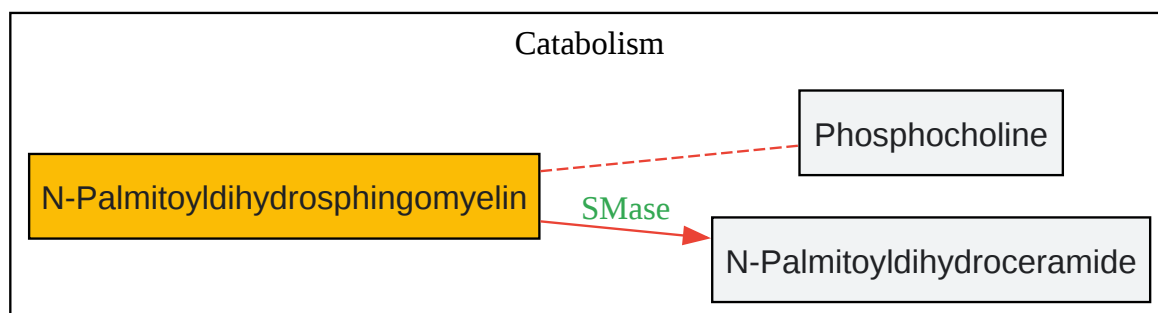 Catabolism
Phosphocholine
N-Palmitoyldihydrosphingomyelin
SMase
N-Palmitoyldihydroceramide